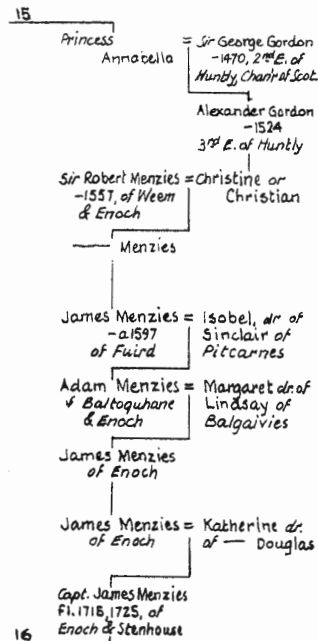 15
Princess = Sir George Gordon
Annabella -1470, 2nd E. of
Huntly, Chanr of Scot.
Alexander Gordon
-1524
3rd E. of Huntly
Sir Robert Menzies = Christine or
-1557, of Weem Christian
& Enoch
—— Menzies
James Menzies = Isobel, dr of
-a1597 Sinclair of
of Fuird Pitcarnes
Adam Menzies = Margaret dr. of
of Baltoquhane Lindsay of
& Enoch Balgaivies
James Menzies
of Enoch
James Menzies = Katherine dr.
of Enoch of — Douglas
Capt. James Menzies
fl. 1718, 1725, of
Enoch & Stenhouse
16